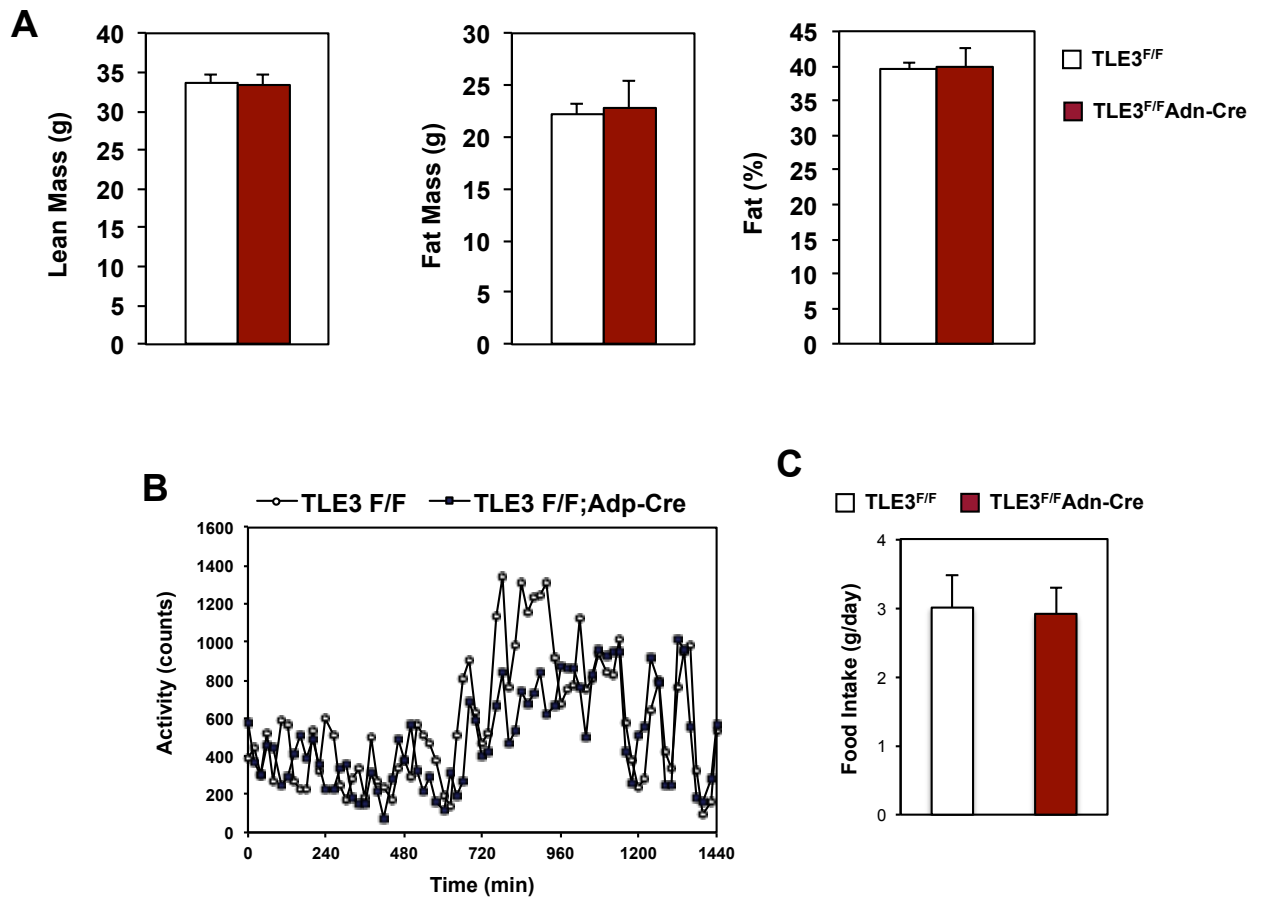 A
Lean Mass (g)
40
35
30
25
20
15
10
5
0
Fat Mass (g)
30
25
20
15
10
5
0
Fat (%)
45
40
35
30
25
20
15
10
5
0
TLE3F/F
TLE3F/FAdn-Cre
B
TLE3 F/F
TLE3 F/F;Adp-Cre
Activity (counts)
1600
1400
1200
1000
800
600
400
200
0
0 240 480 720 960 1200 1440
Time (min)
C
TLE3F/F
TLE3F/FAdn-Cre
Food Intake (g/day)
4
3
2
1
0